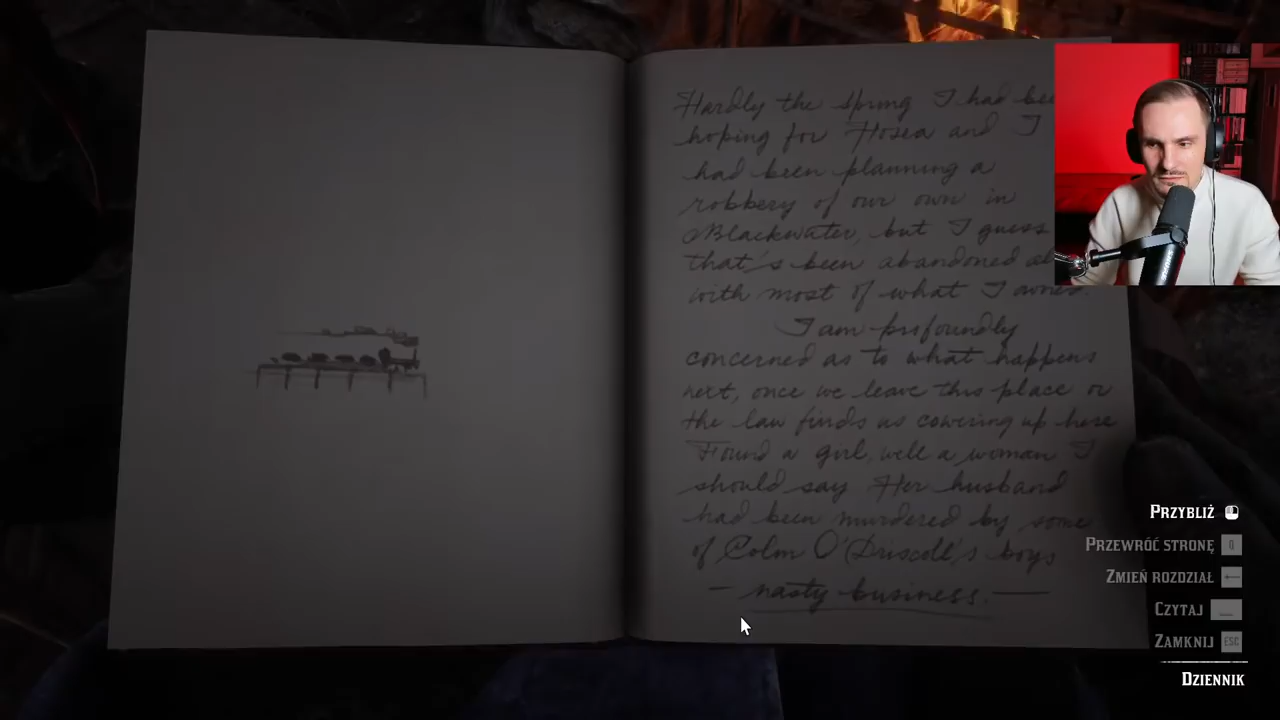 Hardly the spring I had bee
hoping for Hosea and I
had been planning a
robbery of our own in
Blackwater, but I guess
that's been abandoned al
with most of what I owned.
I am profoundly
concerned as to what happens
next, once we leave this place or
the law finds us cowering up here
Found a girl, well a woman I
should say Her husband
had been murdered by some
of Colm O'Driscoll's boys
— nasty business. —
PRZYBLIŻ
PRZEWRÓĆ STRONĘ Q
ZMIEŃ ROZDZIAŁ
CZYTAJ
ZAMKNIJ ESC
DZIENNIK